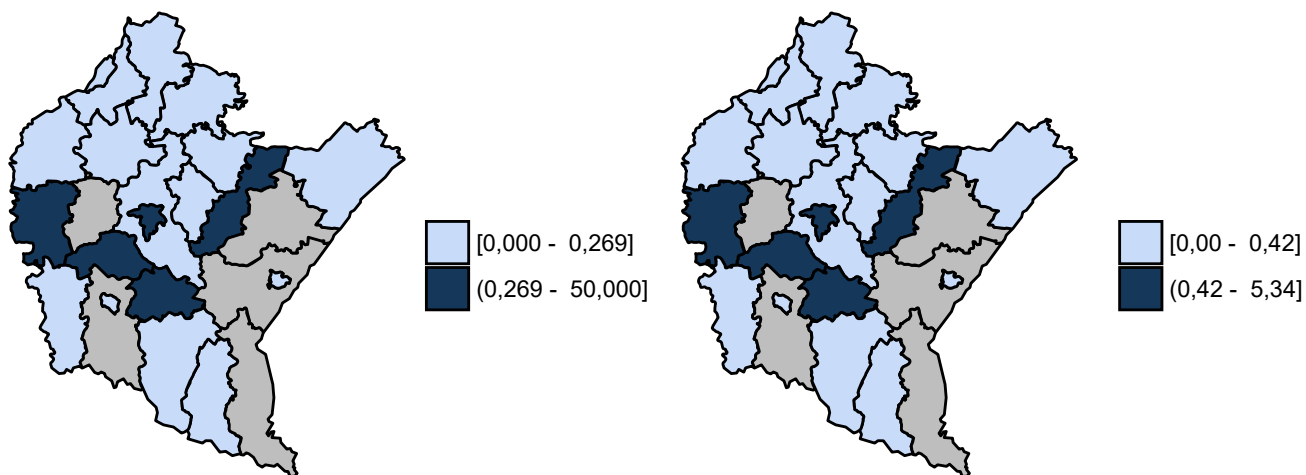 [0,000 - 0,269]
(0,269 - 50,000]
[0,00 - 0,42]
(0,42 - 5,34]